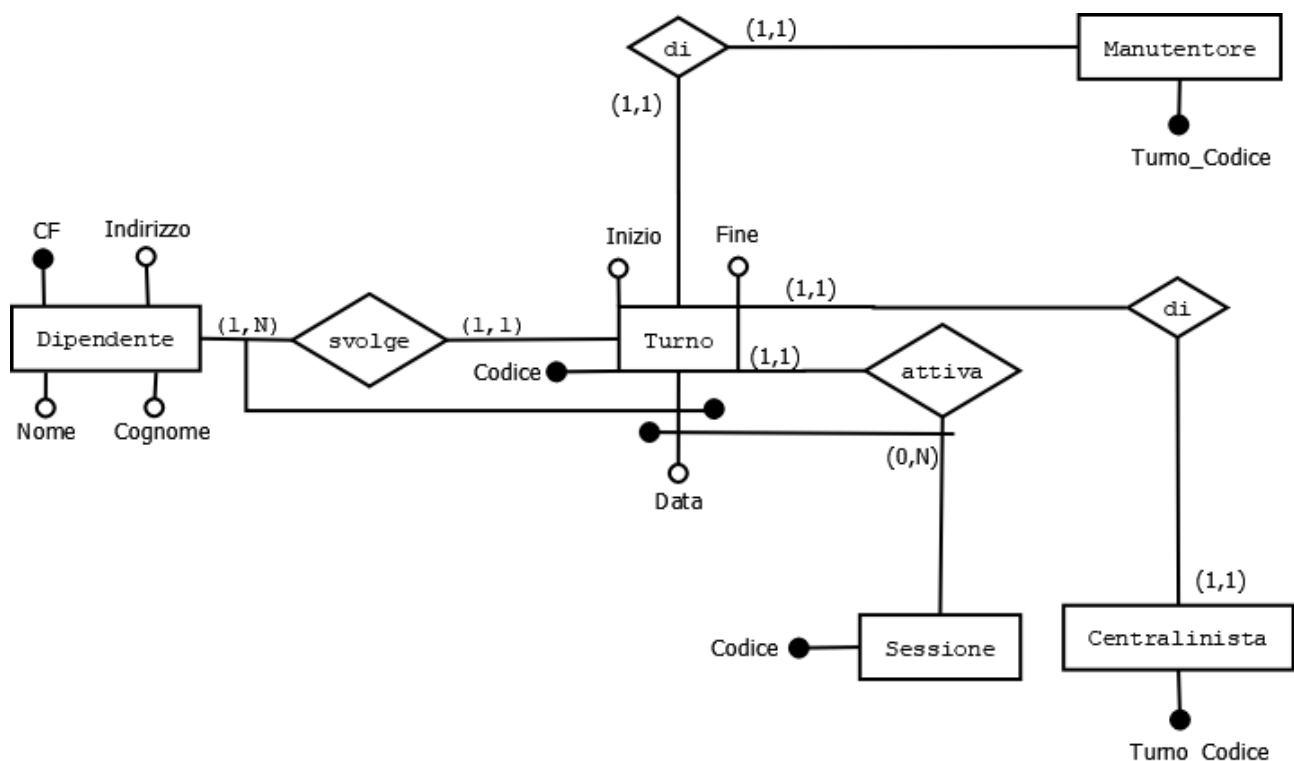 di
(1,1)
Manutentore
(1,1)
Turno_Codice
CF
Indirizzo
Inizio
Fine
(1,1)
di
Dipendente
(1,N)
svolge
(1,1)
Turno
(1,1)
attiva
Codice
Nome
Cognome
(0,N)
Data
(1,1)
Codice
Sessione
Centralinista
Turno_Codice